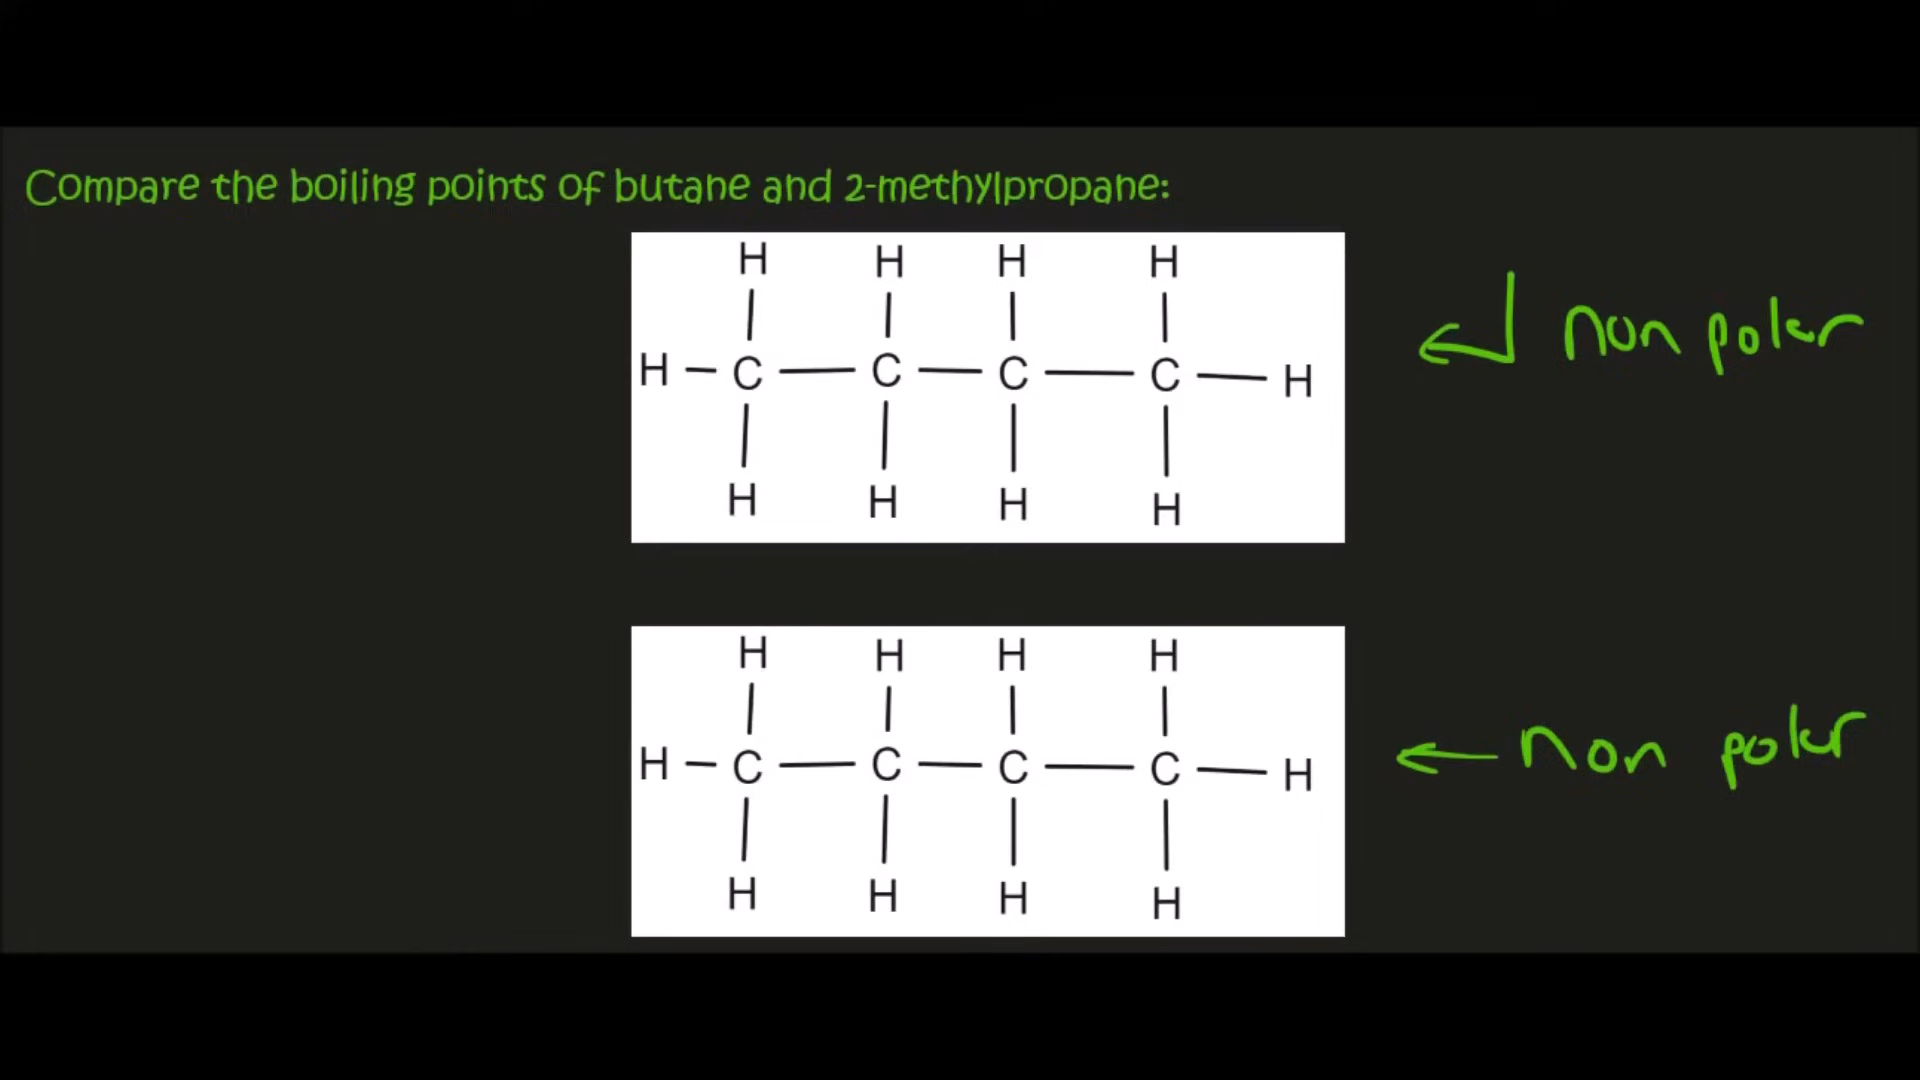 Compare the boiling points of butane and 2-methylpropane:
H H H H
H C C C C H
H H H H
non polar
H H H H
H C C C C H
H H H H
non polar